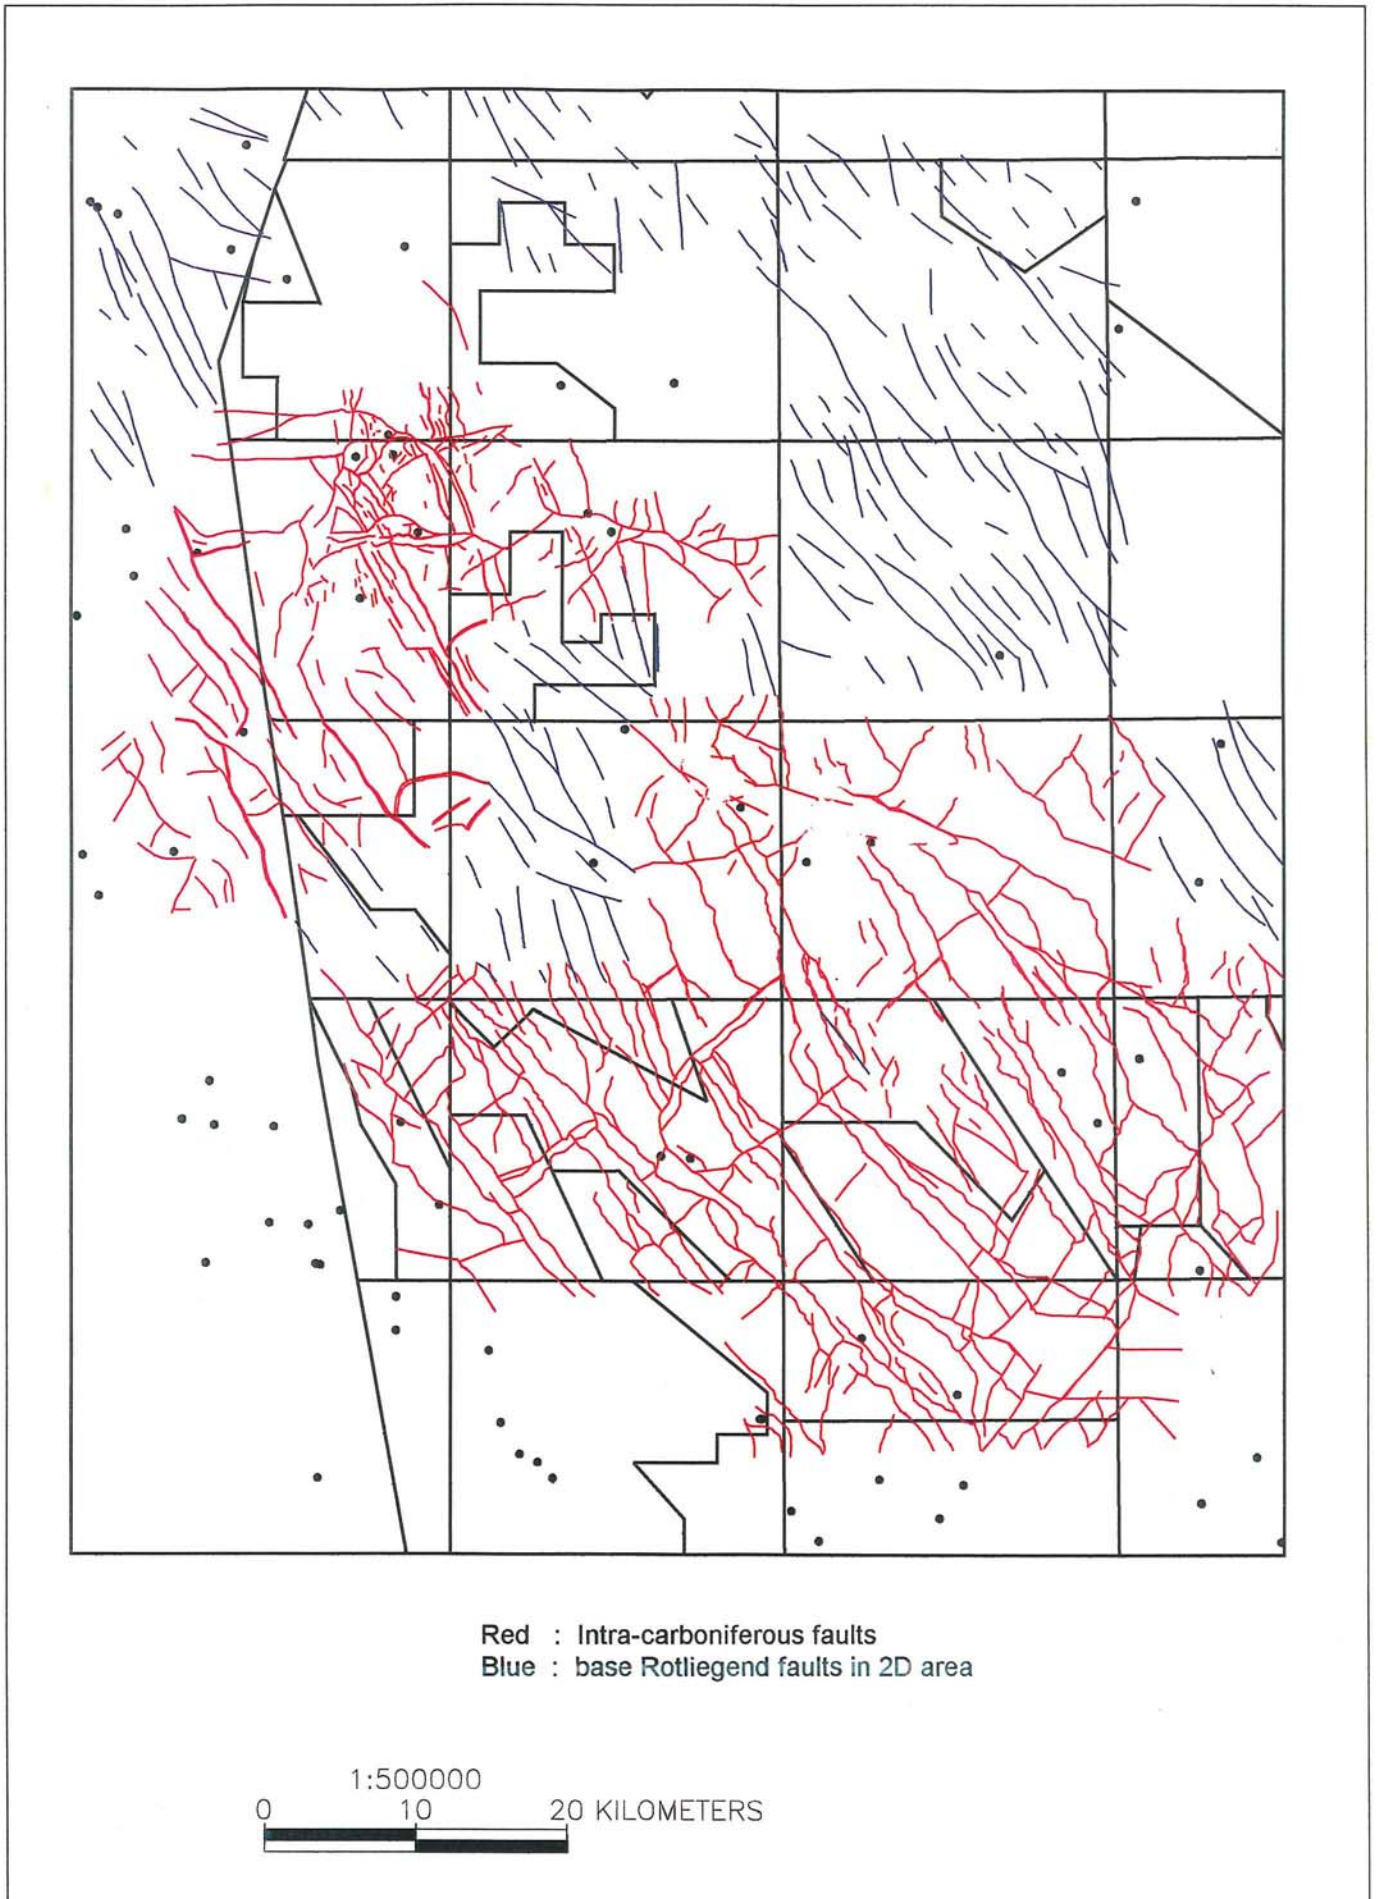 Red : Intra-carboniferous faults
Blue : base Rotliegend faults in 2D area
1:500000
0 10 20 KILOMETERS